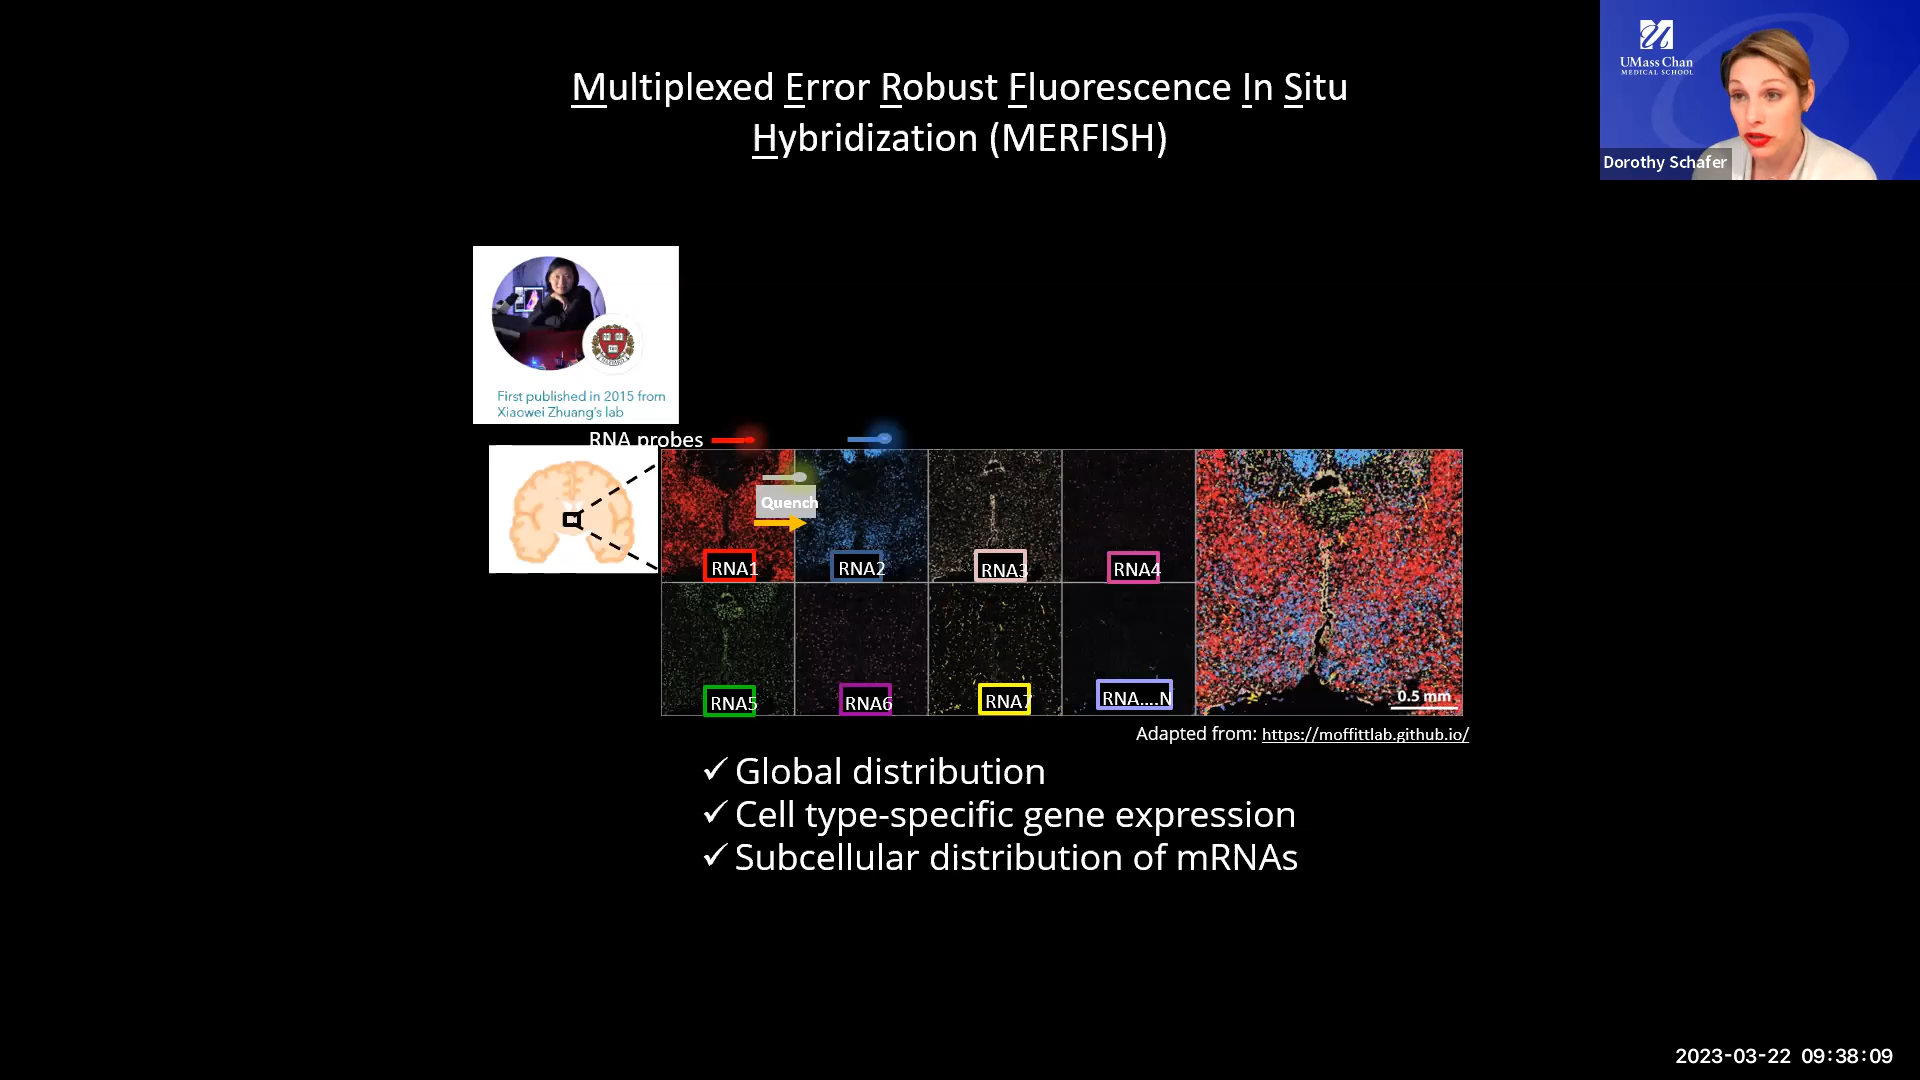 Multiplexed Error Robust Fluorescence In Situ
Hybridization (MERFISH)
UMass Chan
MEDICAL SCHOOL
Dorothy Schafer
First published in 2015 from
Xiaowei Zhuang's lab
RNA probes
Quench
RNA1
RNA2
RNA3
RNA4
RNA5
RNA6
RNA7
RNA....N
0.5 mm
Adapted from: https://moffittlab.github.io/
✓ Global distribution
✓ Cell type-specific gene expression
✓ Subcellular distribution of mRNAs
2023-03-22 09:38:09